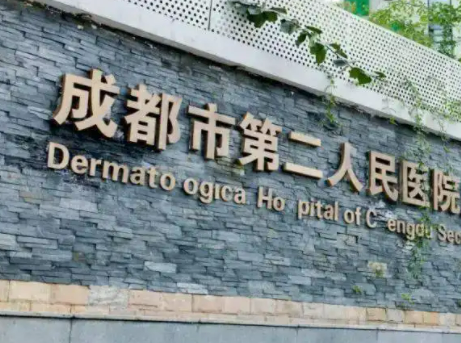 成都市第二人民医院
Dermato ogica Ho pital of C engdu Sec